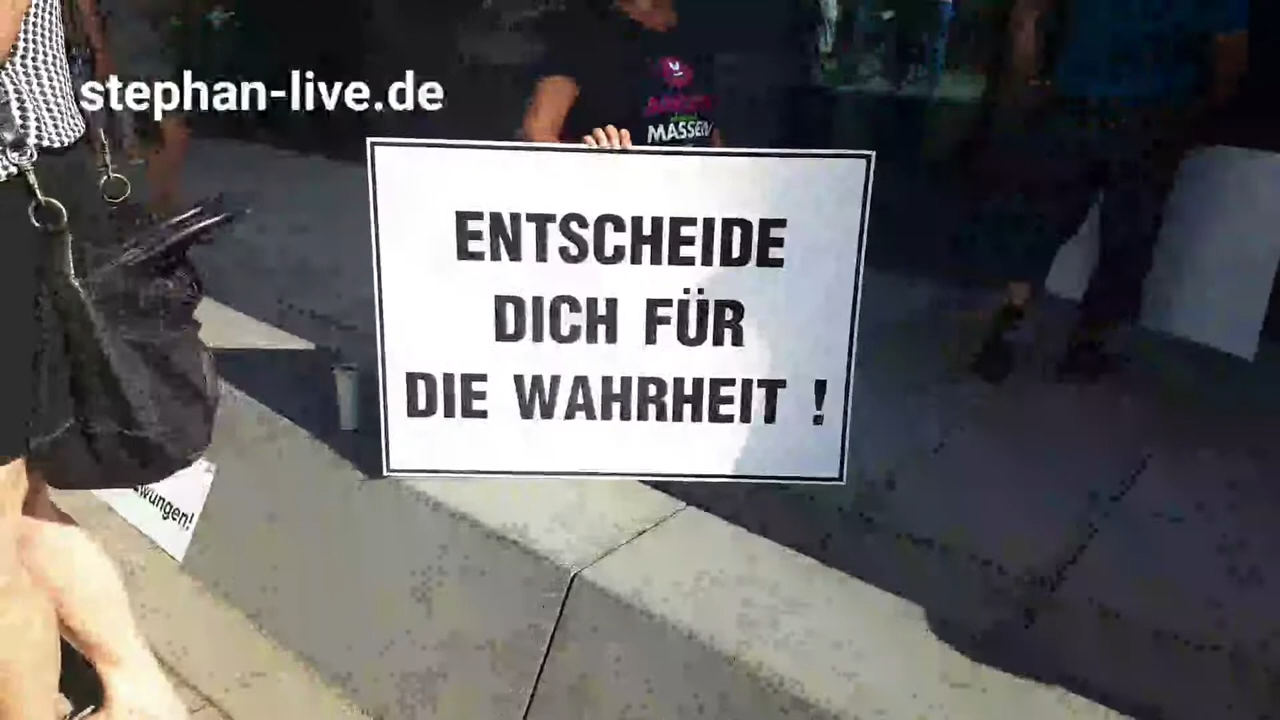 stephan-live.de
MASSEN
ENTSCHEIDE
DICH FÜR
DIE WAHRHEIT !
wungen!